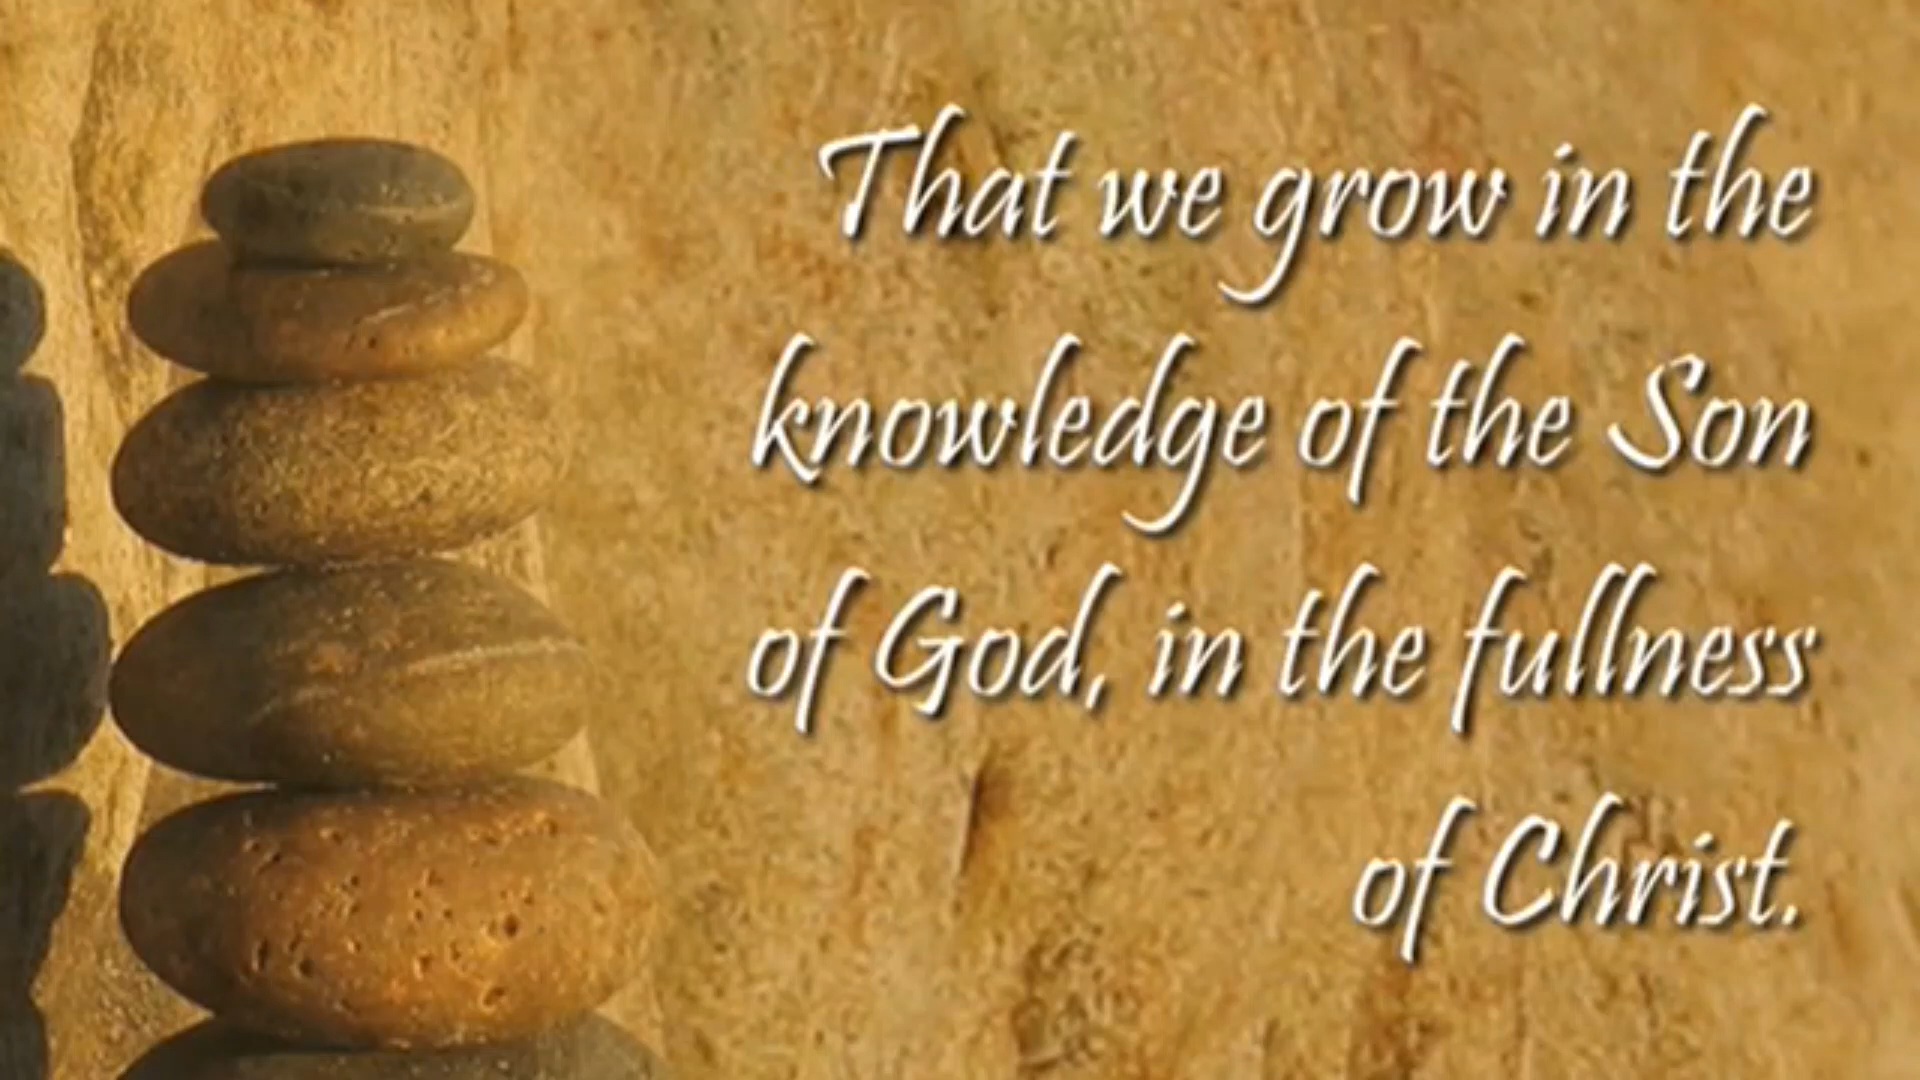 That we grow in the
knowledge of the Son
of God, in the fullness
of Christ.